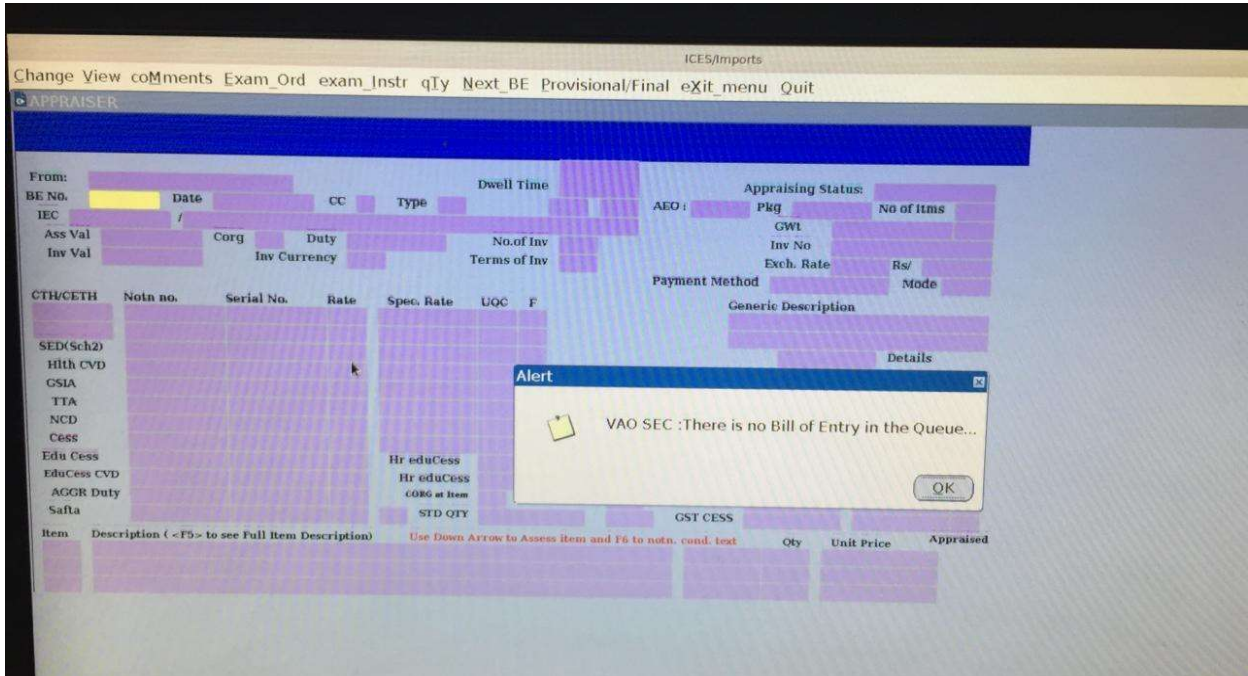 ICES/Imports
Change View coMments Exam_Ord exam_Instr qTy Next_BE Provisional/Final eXit_menu Quit
APPRAISER
From: Dwell Time Appraising Status:
BE No. Date CC Type AEO : Pkg No of Itms
IEC / GWt
Ass Val Corg Duty No.of Inv Inv No
Inv Val Inv Currency Terms of Inv Exch. Rate Rs/
Payment Method Mode
CTH/CETH Notn no. Serial No. Rate Spec. Rate UQC F Generic Description
SED(Sch2)
Hlth CVD Details
GSIA
TTA
NCD
Cess
Edu Cess Hr eduCess
EduCess CVD Hr eduCess
AGGR Duty CORG at Item
Safta STD QTY GST CESS
Alert
VAO SEC :There is no Bill of Entry in the Queue...
OK
Item Description ( <F5> to see Full Item Description) Use Down Arrow to Assess item and F6 to notn. cond. text Qty Unit Price Appraised